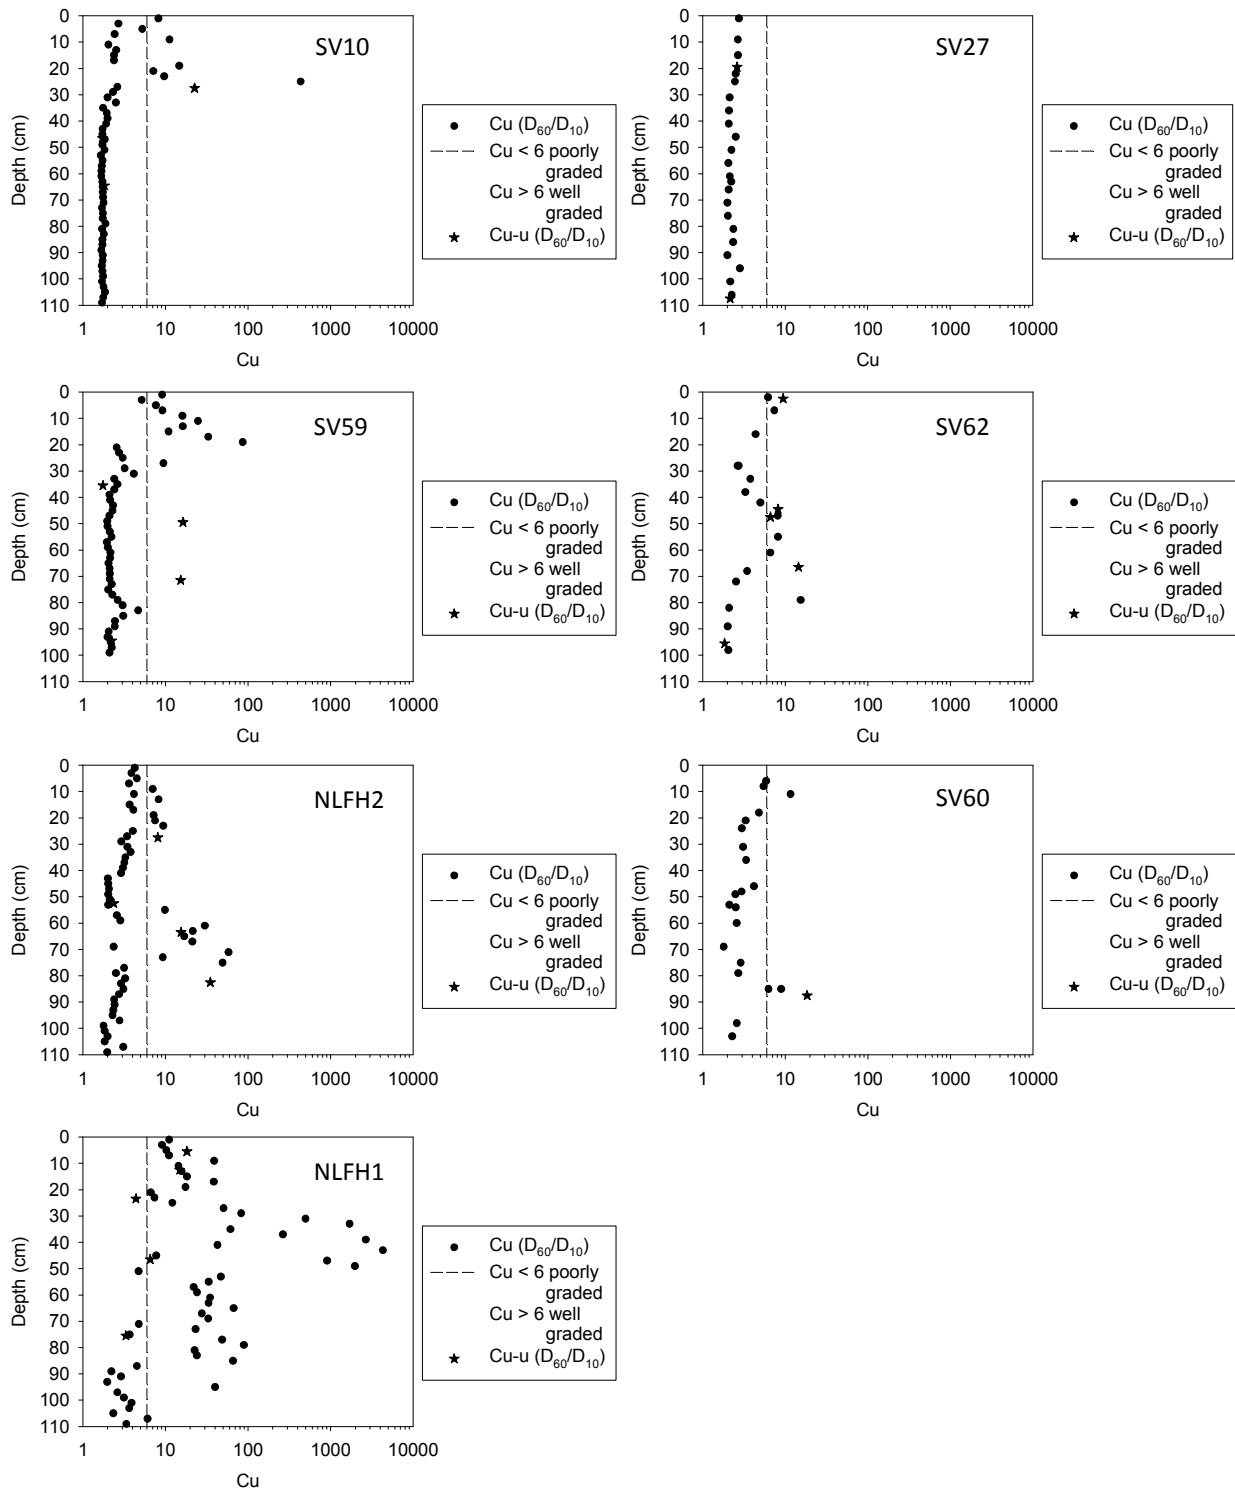 SV10
0
10
20
30
40
50
60
70
80
90
100
110
Depth (cm)
1 10 100 1000 10000
Cu
Cu (D60/D10)
Cu < 6 poorly
graded
Cu > 6 well
graded
Cu-u (D60/D10)
SV27
0
10
20
30
40
50
60
70
80
90
100
110
Depth (cm)
1 10 100 1000 10000
Cu
Cu (D60/D10)
Cu < 6 poorly
graded
Cu > 6 well
graded
Cu-u (D60/D10)
SV59
0
10
20
30
40
50
60
70
80
90
100
110
Depth (cm)
1 10 100 1000 10000
Cu
Cu (D60/D10)
Cu < 6 poorly
graded
Cu > 6 well
graded
Cu-u (D60/D10)
SV62
0
10
20
30
40
50
60
70
80
90
100
110
Depth (cm)
1 10 100 1000 10000
Cu
Cu (D60/D10)
Cu < 6 poorly
graded
Cu > 6 well
graded
Cu-u (D60/D10)
NLFH2
0
10
20
30
40
50
60
70
80
90
100
110
Depth (cm)
1 10 100 1000 10000
Cu
Cu (D60/D10)
Cu < 6 poorly
graded
Cu > 6 well
graded
Cu-u (D60/D10)
SV60
0
10
20
30
40
50
60
70
80
90
100
110
Depth (cm)
1 10 100 1000 10000
Cu
Cu (D60/D10)
Cu < 6 poorly
graded
Cu > 6 well
graded
Cu-u (D60/D10)
NLFH1
0
10
20
30
40
50
60
70
80
90
100
110
Depth (cm)
1 10 100 1000 10000
Cu
Cu (D60/D10)
Cu < 6 poorly
graded
Cu > 6 well
graded
Cu-u (D60/D10)